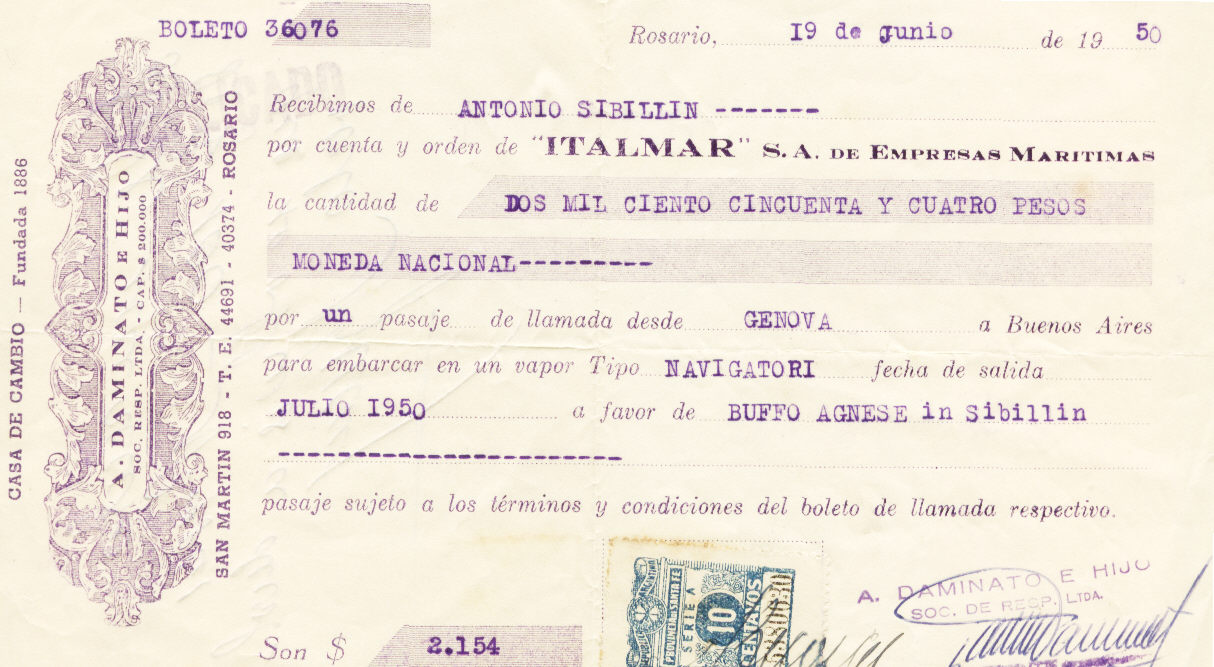 BOLETO 36076
Rosario, 19 de junio de 19 50
Recibimos de ANTONIO SIBILLIN -------
por cuenta y orden de "ITALMAR" S. A. DE EMPRESAS MARITIMAS
la cantidad de DOS MIL CIENTO CINCUENTA Y CUATRO PESOS
MONEDA NACIONAL---------
por un pasaje de llamada desde GENOVA a Buenos Aires
para embarcar en un vapor Tipo NAVIGATORI fecha de salida
JULIO 1950 a favor de BUFFO AGNESE in Sibillin
-----------------------
pasaje sujeto a los términos y condiciones del boleto de llamada respectivo.
Son $ 2.154
CASA DE CAMBIO — Fundada 1886
A. DAMINATO E HIJO
SOC. RESP. LTDA. - CAP. $ 200.000
SAN MARTIN 918 - T. E. 44691 - 40374 - ROSARIO
SERIE A
10
CENTAVOS
A. DAMINATO E HIJO
SOC. DE RESP. LTDA.